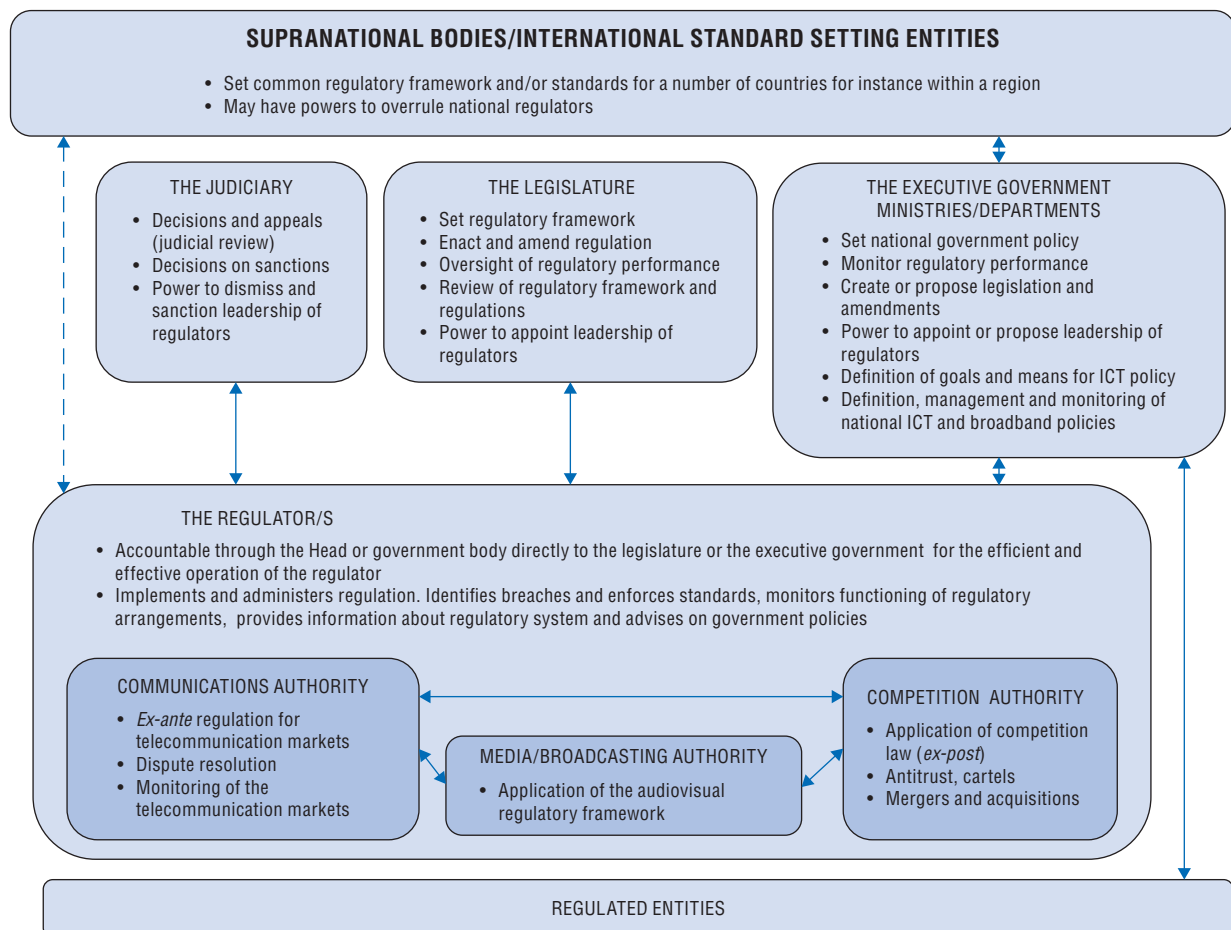 SUPRANATIONAL BODIES/INTERNATIONAL STANDARD SETTING ENTITIES
• Set common regulatory framework and/or standards for a number of countries for instance within a region
• May have powers to overrule national regulators
THE JUDICIARY
• Decisions and appeals
(judicial review)
• Decisions on sanctions
• Power to dismiss and
sanction leadership of
regulators
THE LEGISLATURE
• Set regulatory framework
• Enact and amend regulation
• Oversight of regulatory performance
• Review of regulatory framework and
regulations
• Power to appoint leadership of
regulators
THE EXECUTIVE GOVERNMENT
MINISTRIES/DEPARTMENTS
• Set national government policy
• Monitor regulatory performance
• Create or propose legislation and
amendments
• Power to appoint or propose leadership of
regulators
• Definition of goals and means for ICT policy
• Definition, management and monitoring of
national ICT and broadband policies
THE REGULATOR/S
• Accountable through the Head or government body directly to the legislature or the executive government for the efficient and
effective operation of the regulator
• Implements and administers regulation. Identifies breaches and enforces standards, monitors functioning of regulatory
arrangements, provides information about regulatory system and advises on government policies
COMMUNICATIONS AUTHORITY
• Ex-ante regulation for
telecommunication markets
• Dispute resolution
• Monitoring of the
telecommunication markets
MEDIA/BROADCASTING AUTHORITY
• Application of the audiovisual
regulatory framework
COMPETITION AUTHORITY
• Application of competition
law (ex-post)
• Antitrust, cartels
• Mergers and acquisitions
REGULATED ENTITIES